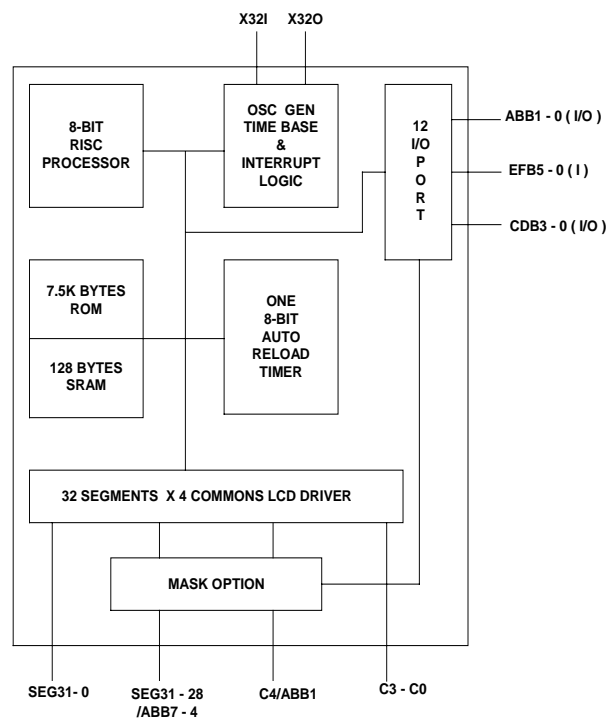 X32I X32O
8-BIT
RISC
PROCESSOR
OSC GEN
TIME BASE
&
INTERRUPT
LOGIC
12
I/O
P
O
R
T
ABB1 - 0 ( I/O )
EFB5 - 0 ( I )
CDB3 - 0 ( I/O )
7.5K BYTES
ROM
128 BYTES
SRAM
ONE
8-BIT
AUTO
RELOAD
TIMER
32 SEGMENTS X 4 COMMONS LCD DRIVER
MASK OPTION
SEG31- 0
SEG31 - 28
/ABB7 - 4
C4/ABB1
C3 - C0